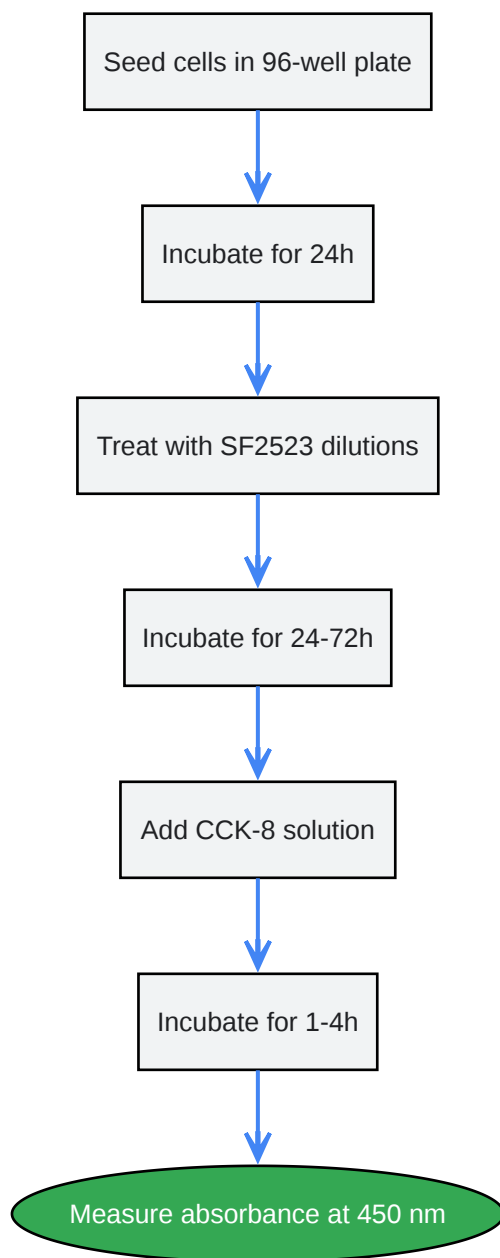 Seed cells in 96-well plate
Incubate for 24h
Treat with SF2523 dilutions
Incubate for 24-72h
Add CCK-8 solution
Incubate for 1-4h
Measure absorbance at 450 nm